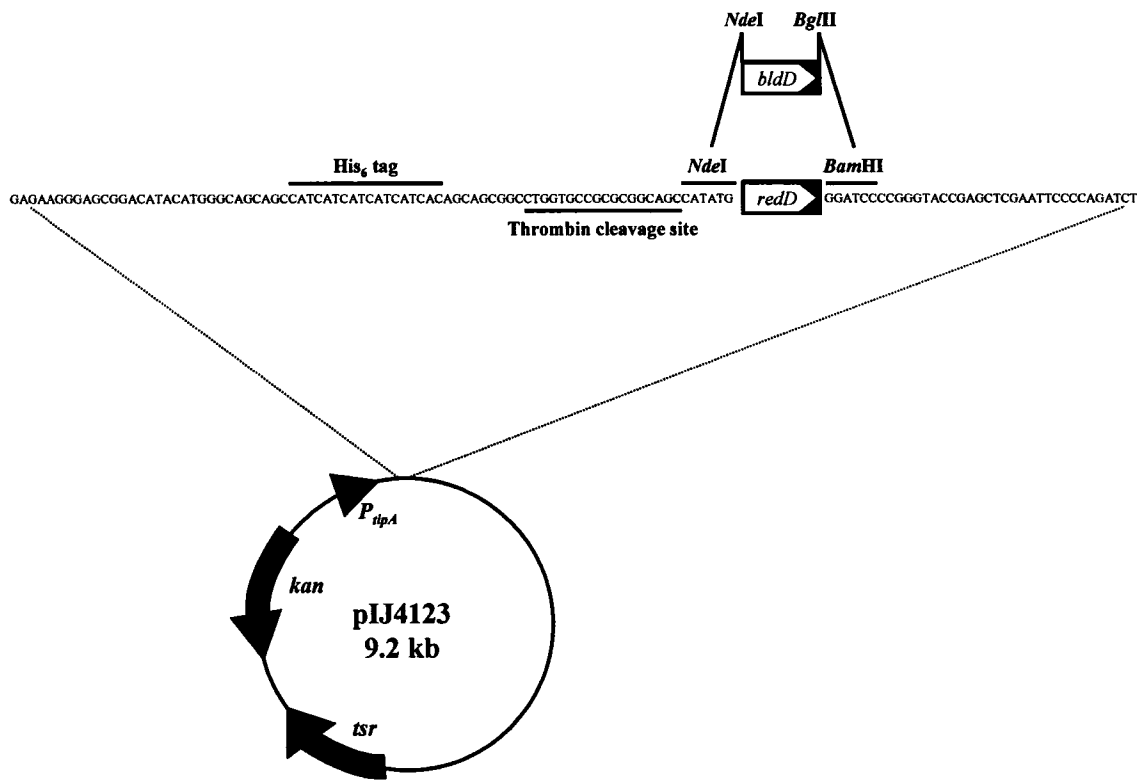 NdeI BglII
bldD
His6 tag NdeI BamHI
GAGAAGGGAGCGGACATACATGGGCAGCAGCCATCATCATCATCATCACAGCAGCGGCCTGGTGCCGCGCGGCAGCCATATG redD GGATCCCCGGGTACCGAGCTCGAATTCCCCAGATCT
Thrombin cleavage site
PtipA
kan
pIJ4123
9.2 kb
tsr